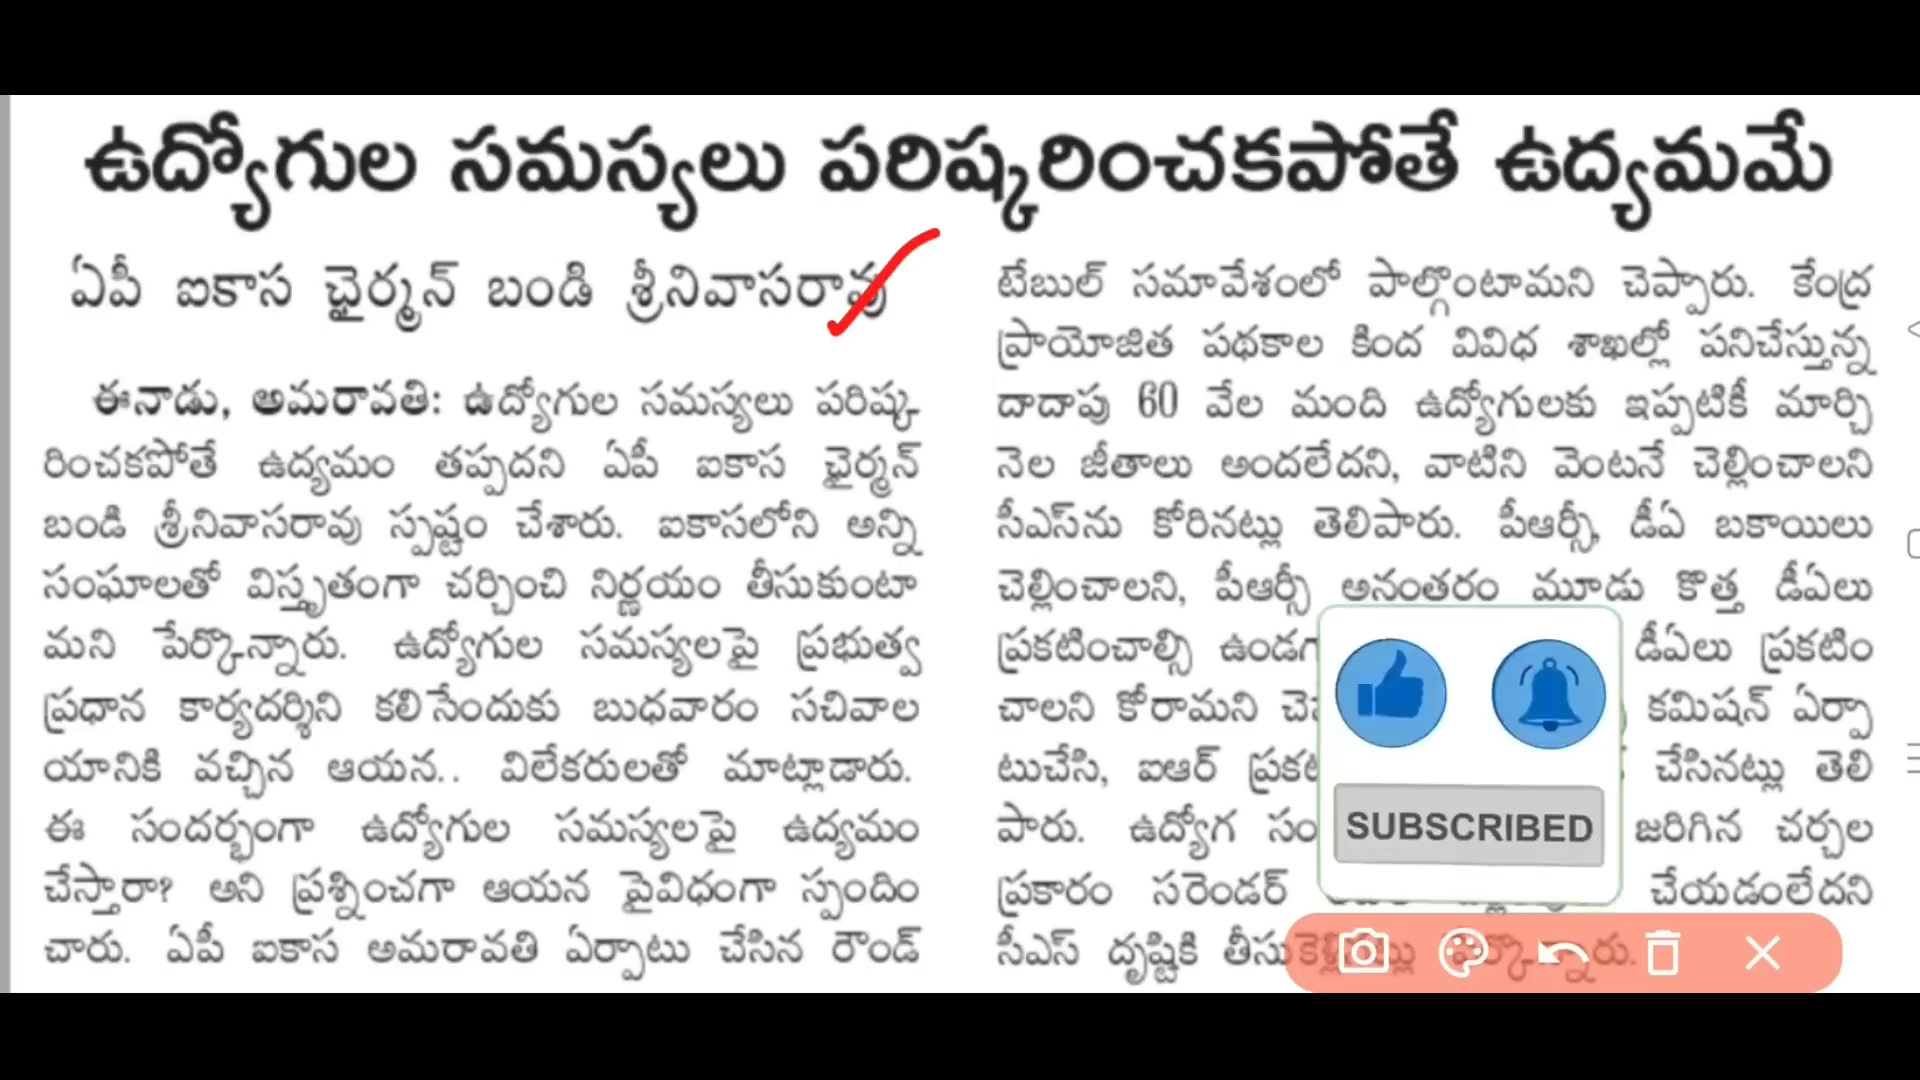 ఉద్యోగుల సమస్యలు పరిష్కరించకపోతే ఉద్యమమే
ఏపీ ఐకాస ఛైర్మన్ బండి శ్రీనివాసరావు
ఈనాడు, అమరావతి: ఉద్యోగుల సమస్యలు పరిష్క
రించకపోతే ఉద్యమం తప్పదని ఏపీ ఐకాస ఛైర్మన్
బండి శ్రీనివాసరావు స్పష్టం చేశారు. ఐకాసలోని అన్ని
సంఘాలతో విస్తృతంగా చర్చించి నిర్ణయం తీసుకుంటా
మని పేర్కొన్నారు. ఉద్యోగుల సమస్యలపై ప్రభుత్వ
ప్రధాన కార్యదర్శిని కలిసేందుకు బుధవారం సచివాల
యానికి వచ్చిన ఆయన.. విలేకరులతో మాట్లాడారు.
ఈ సందర్భంగా ఉద్యోగుల సమస్యలపై ఉద్యమం
చేస్తారా? అని ప్రశ్నించగా ఆయన పైవిధంగా స్పందిం
చారు. ఏపీ ఐకాస అమరావతి ఏర్పాటు చేసిన రౌండ్
టేబుల్ సమావేశంలో పాల్గొంటామని చెప్పారు. కేంద్ర
ప్రాయోజిత పథకాల కింద వివిధ శాఖల్లో పనిచేస్తున్న
దాదాపు 60 వేల మంది ఉద్యోగులకు ఇప్పటికీ మార్చి
నెల జీతాలు అందలేదని, వాటిని వెంటనే చెల్లించాలని
సీఎస్‌ను కోరినట్లు తెలిపారు. పీఆర్సీ, డీఏ బకాయిలు
చెల్లించాలని, పీఆర్సీ అనంతరం మూడు కొత్త డీఏలు
ప్రకటించాల్సి డీఏలు ప్రకటిం
చాలని కోరామని కమిషన్ ఏర్పా
టుచేసి, ఐఆర్ చేసినట్లు తెలి
పారు. ఉద్యోగ జరిగిన చర్చల
ప్రకారం సరెండర్ చేయడంలేదని
సీఎస్ దృష్టికి తీసుకెళ్లినట్లు పేర్కొన్నారు.
SUBSCRIBED